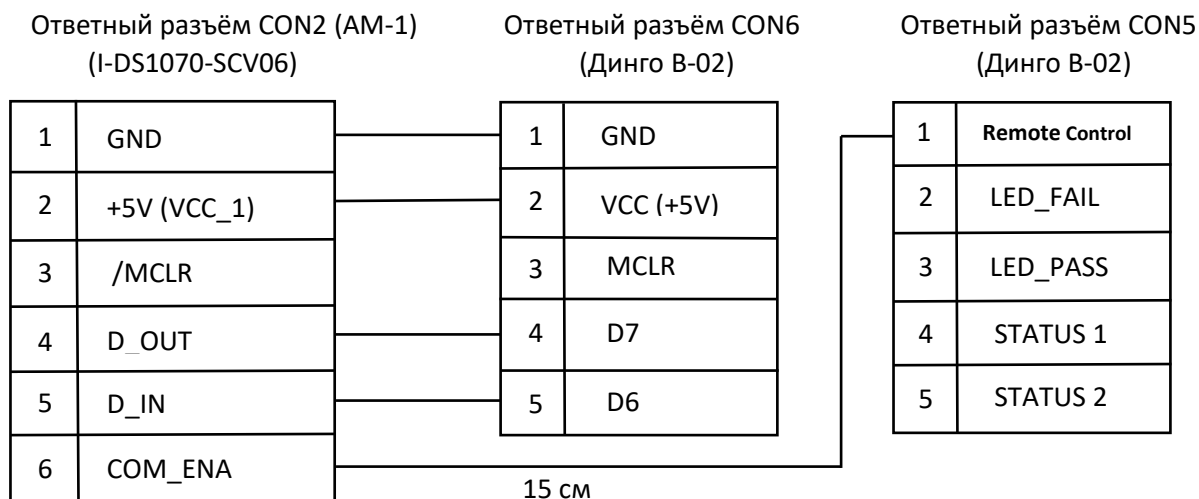 Ответный разъём CON2 (AM-1)
(I-DS1070-SCV06)
1 GND
2 +5V (VCC_1)
3 /MCLR
4 D_OUT
5 D_IN
6 COM_ENA
Ответный разъём CON6
(Динго B-02)
1 GND
2 VCC (+5V)
3 MCLR
4 D7
5 D6
Ответный разъём CON5
(Динго B-02)
1 Remote Control
2 LED_FAIL
3 LED_PASS
4 STATUS 1
5 STATUS 2
15 см